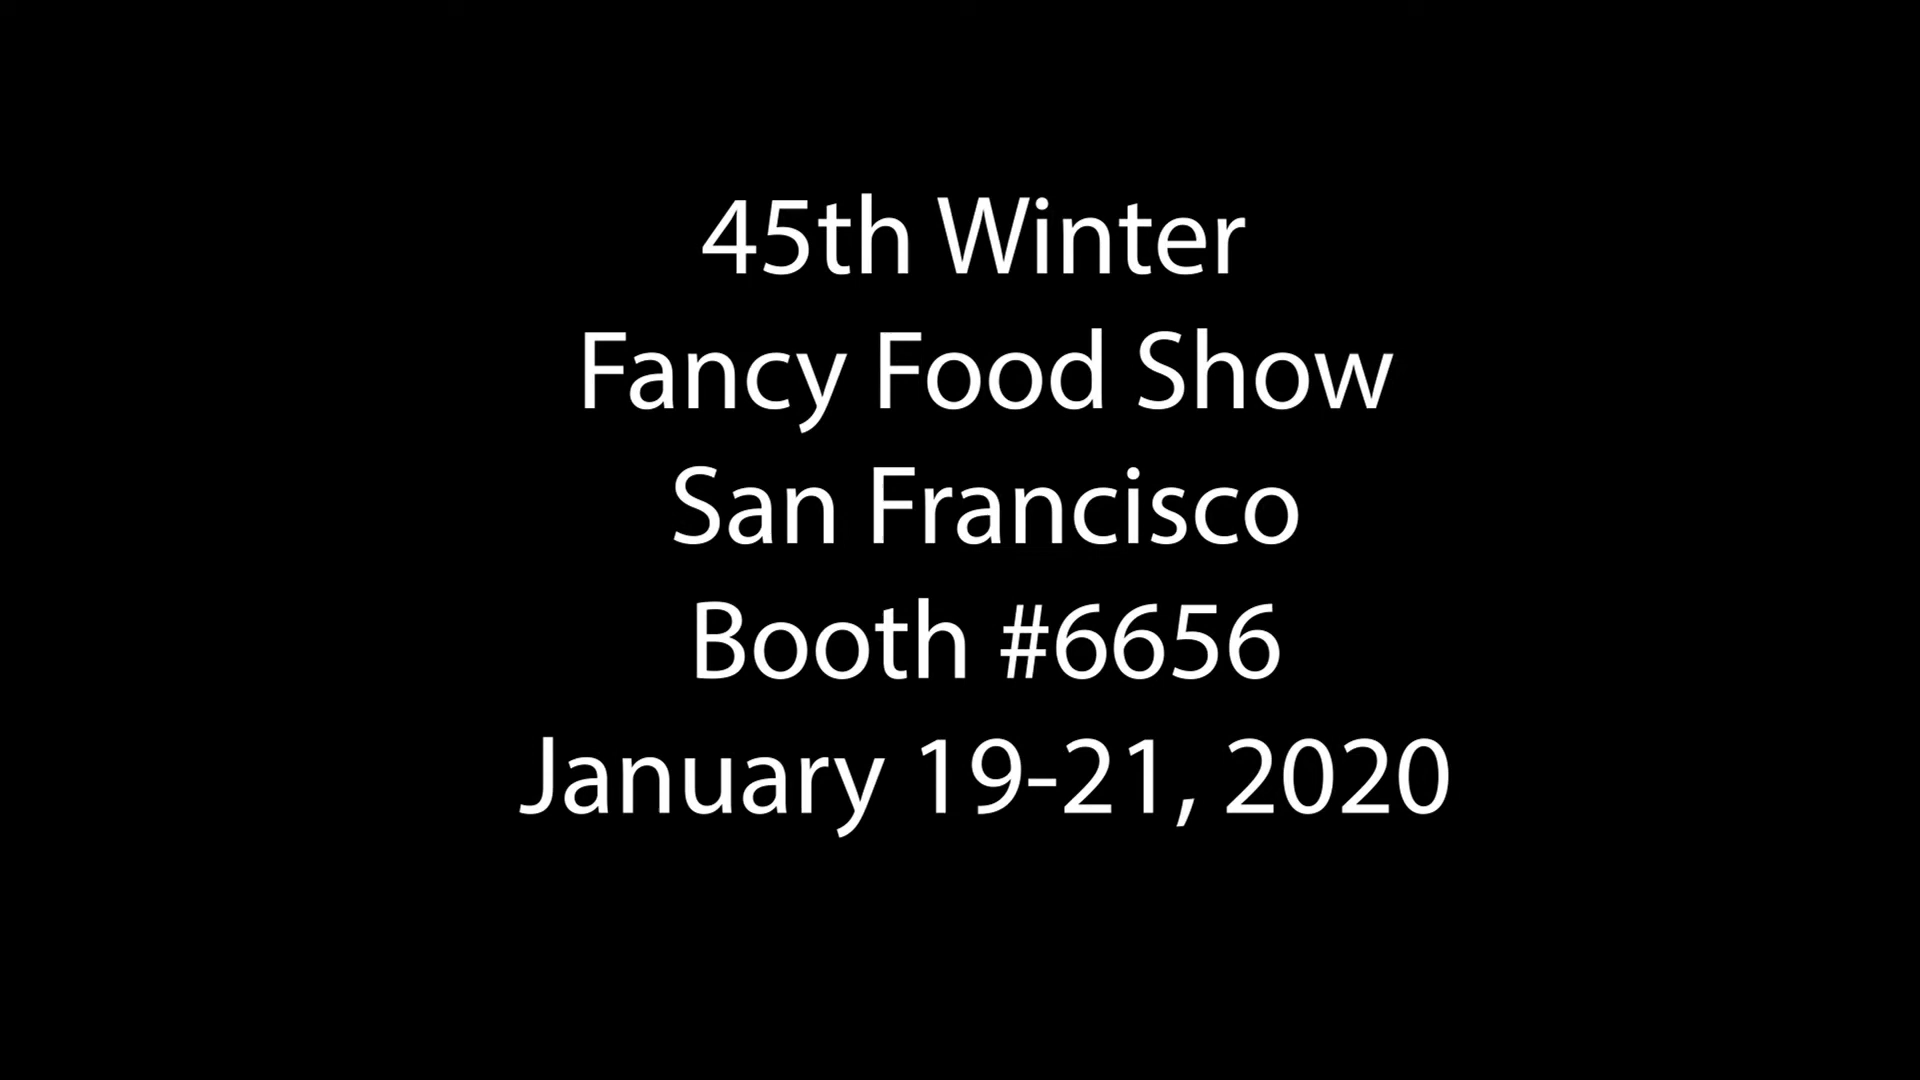 45th Winter
Fancy Food Show
San Francisco
Booth #6656
January 19-21, 2020